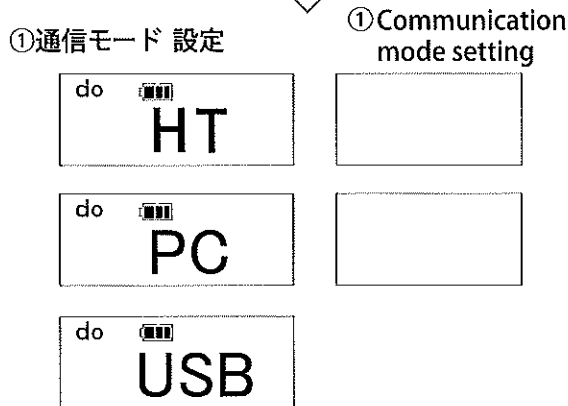 ①通信モード 設定
①Communication
mode setting
do
HT
do
PC
do
USB